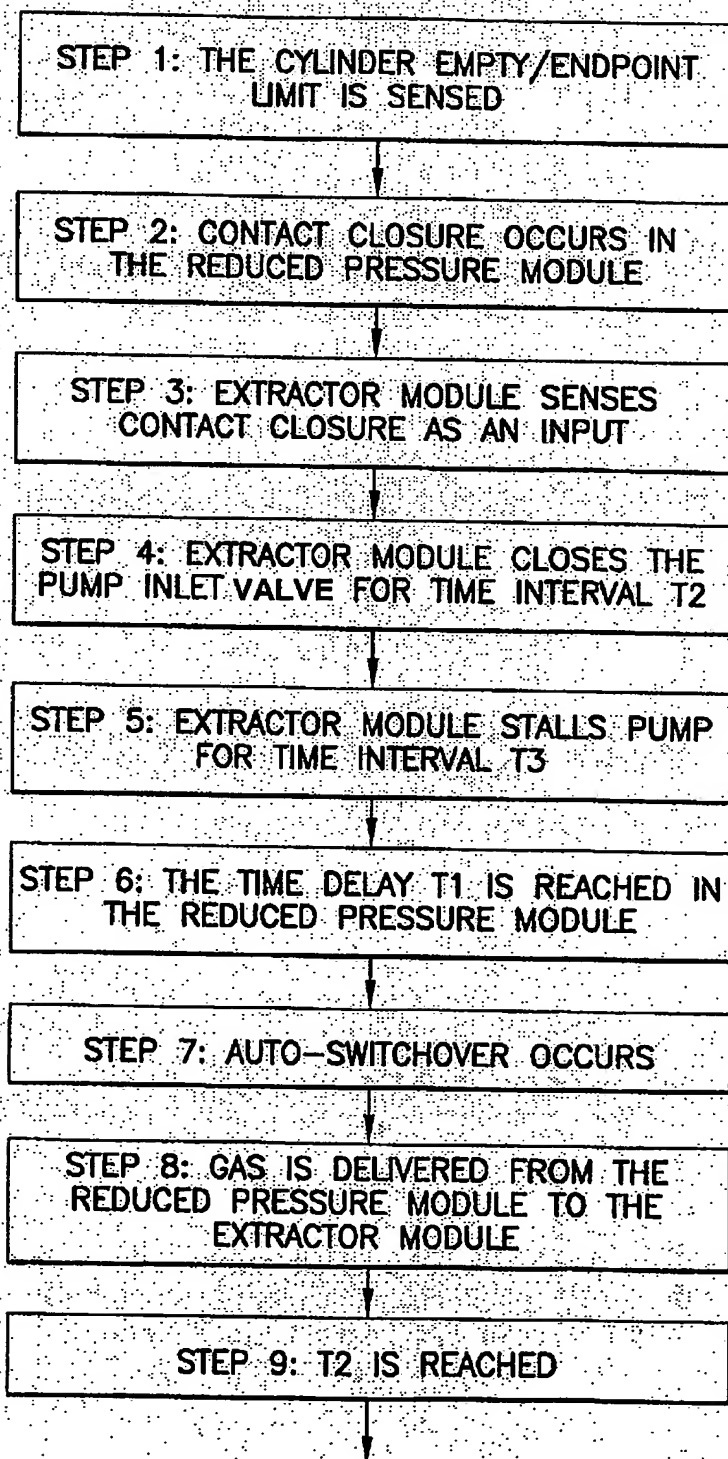 STEP 1: THE CYLINDER EMPTY/ENDPOINT
LIMIT IS SENSED
STEP 2: CONTACT CLOSURE OCCURS IN
THE REDUCED PRESSURE MODULE
STEP 3: EXTRACTOR MODULE SENSES
CONTACT CLOSURE AS AN INPUT
STEP 4: EXTRACTOR MODULE CLOSES THE
PUMP INLET VALVE FOR TIME INTERVAL T2
STEP 5: EXTRACTOR MODULE STALLS PUMP
FOR TIME INTERVAL T3
STEP 6: THE TIME DELAY T1 IS REACHED IN
THE REDUCED PRESSURE MODULE
STEP 7: AUTO-SWITCHOVER OCCURS
STEP 8: GAS IS DELIVERED FROM THE
REDUCED PRESSURE MODULE TO THE
EXTRACTOR MODULE
STEP 9: T2 IS REACHED